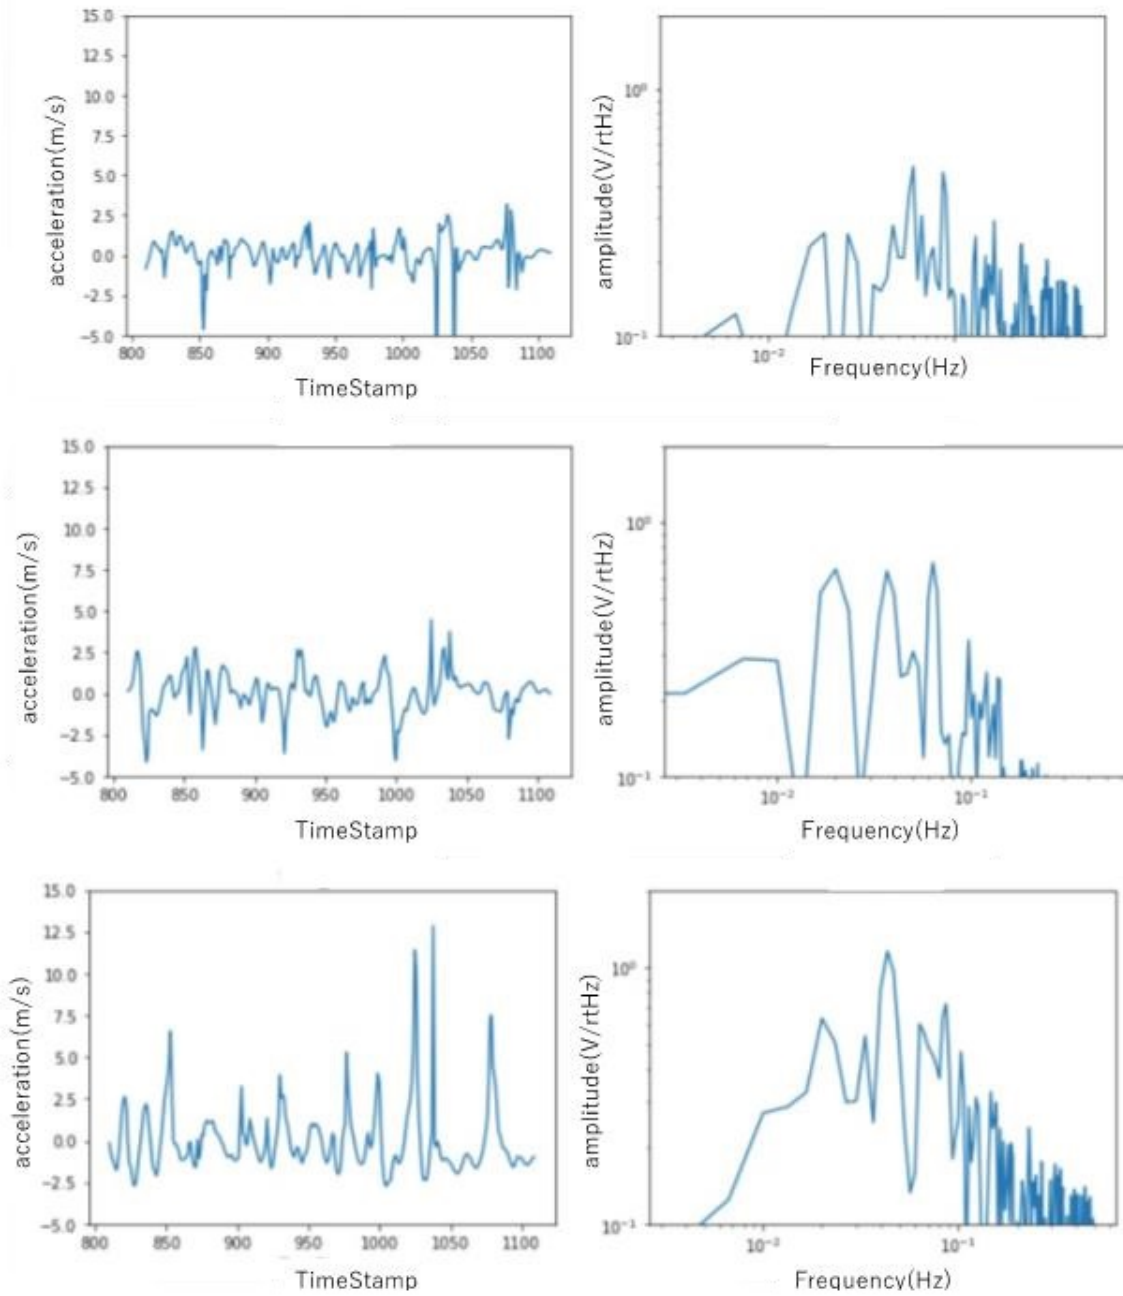 15.0
12.5
10.0
7.5
5.0
2.5
0.0
−2.5
−5.0
acceleration(m/s)
800 850 900 950 1000 1050 1100
TimeStamp
10⁰
10⁻¹
amplitude(V/rtHz)
10⁻²
Frequency(Hz)
15.0
12.5
10.0
7.5
5.0
2.5
0.0
−2.5
−5.0
acceleration(m/s)
800 850 900 950 1000 1050 1100
TimeStamp
10⁰
10⁻¹
amplitude(V/rtHz)
10⁻² 10⁻¹
Frequency(Hz)
15.0
12.5
10.0
7.5
5.0
2.5
0.0
−2.5
−5.0
acceleration(m/s)
800 850 900 950 1000 1050 1100
TimeStamp
10⁰
10⁻¹
amplitude(V/rtHz)
10⁻² 10⁻¹
Frequency(Hz)